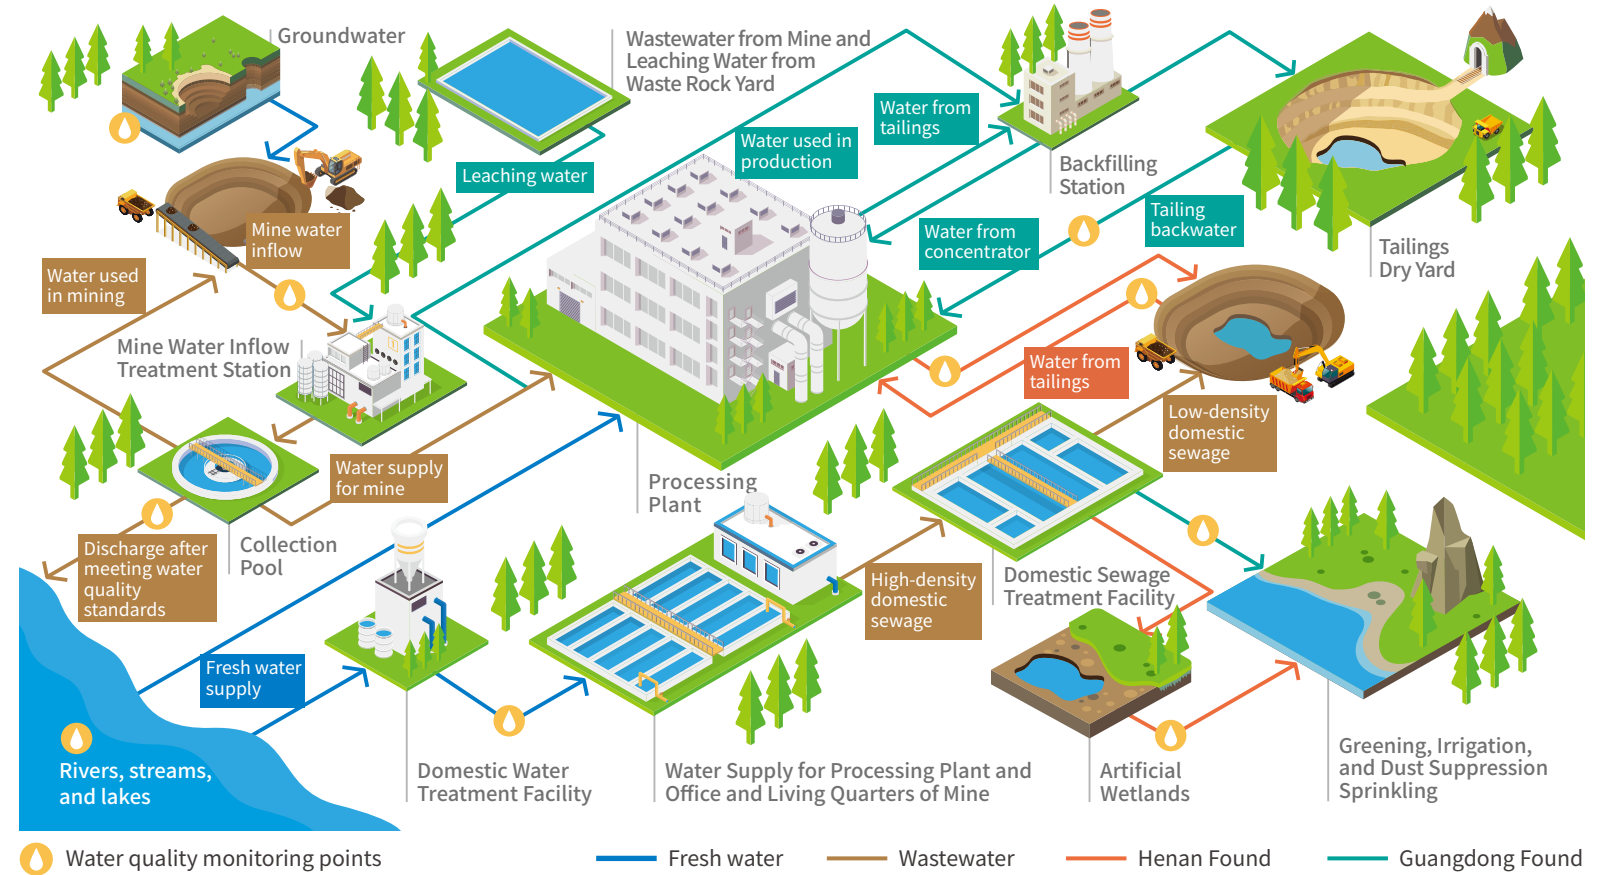 Groundwater
Wastewater from Mine and
Leaching Water from
Waste Rock Yard
Water from
tailings
Water used in
production
Backfilling
Station
Leaching water
Tailing
backwater
Mine water
inflow
Water from
concentrator
Tailings
Dry Yard
Water used
in mining
Mine Water Inflow
Treatment Station
Water from
tailings
Low-density
domestic
sewage
Water supply
for mine
Processing
Plant
Discharge after
meeting water
quality
standards
Collection
Pool
High-density
domestic
sewage
Domestic Sewage
Treatment Facility
Fresh water
supply
Rivers, streams,
and lakes
Domestic Water
Treatment Facility
Water Supply for Processing Plant and
Office and Living Quarters of Mine
Artificial
Wetlands
Greening, Irrigation,
and Dust Suppression
Sprinkling
Water quality monitoring points
Fresh water
Wastewater
Henan Found
Guangdong Found